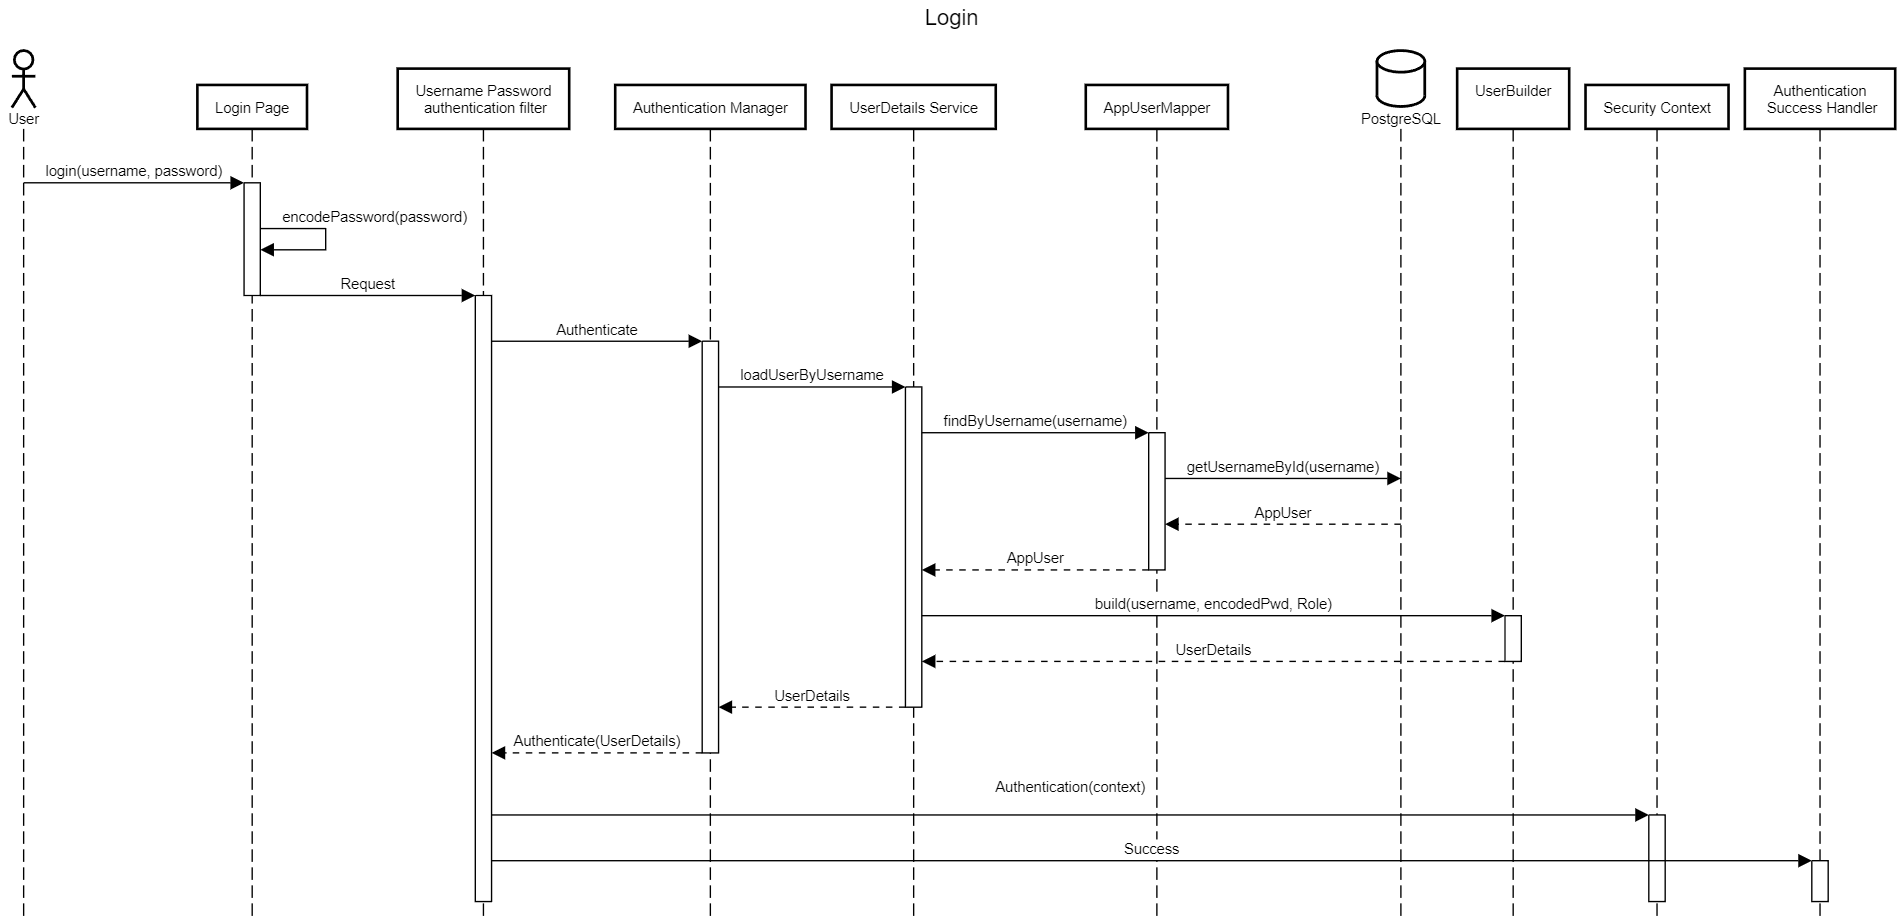 Login
User
Login Page
Username Password
authentication filter
Authentication Manager
UserDetails Service
AppUserMapper
PostgreSQL
UserBuilder
Security Context
Authentication
Success Handler
login(username, password)
encodePassword(password)
Request
Authenticate
loadUserByUsername
findByUsername(username)
getUsernameById(username)
AppUser
AppUser
build(username, encodedPwd, Role)
UserDetails
UserDetails
Authenticate(UserDetails)
Authentication(context)
Success